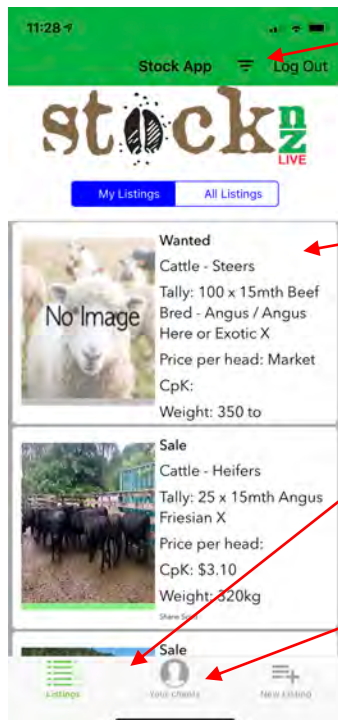 11:28
Stock App Log Out
stock nz
LIVE
My Listings All Listings
Wanted
Cattle - Steers
Tally: 100 x 15mth Beef
Bred - Angus / Angus
Here or Exotic X
Price per head: Market
CpK:
Weight: 350 to
No Image
Sale
Cattle - Heifers
Tally: 25 x 15mth Angus
Friesian X
Price per head:
CpK: $3.10
Weight: 320kg
Share Sold
Sale
Listings Your Clients New Listing